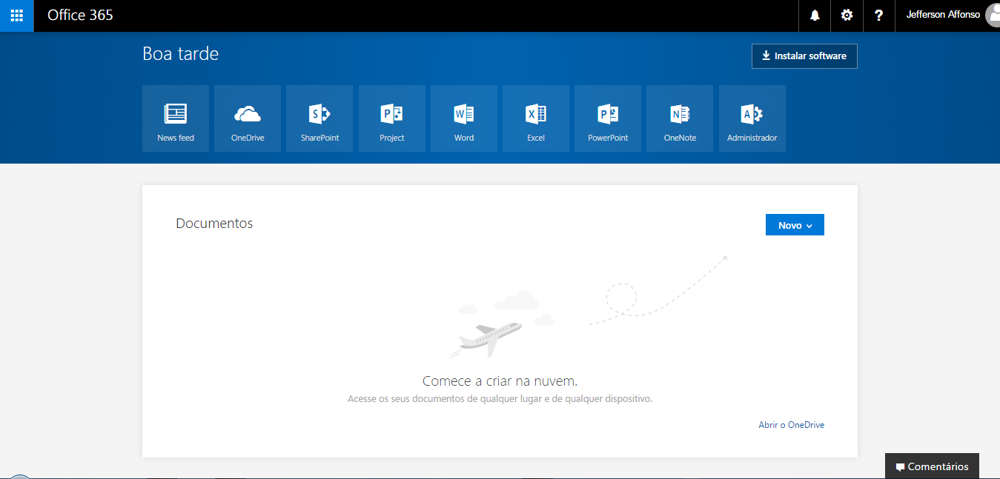 Office 365
?
Jefferson Affonso
Boa tarde
Instalar software
News feed
OneDrive
S
SharePoint
P
Project
W
Word
X
Excel
P
PowerPoint
N
OneNote
A
Administrador
Documentos
Novo
Comece a criar na nuvem.
Acesse os seus documentos de qualquer lugar e de qualquer dispositivo.
Abrir o OneDrive
Comentários